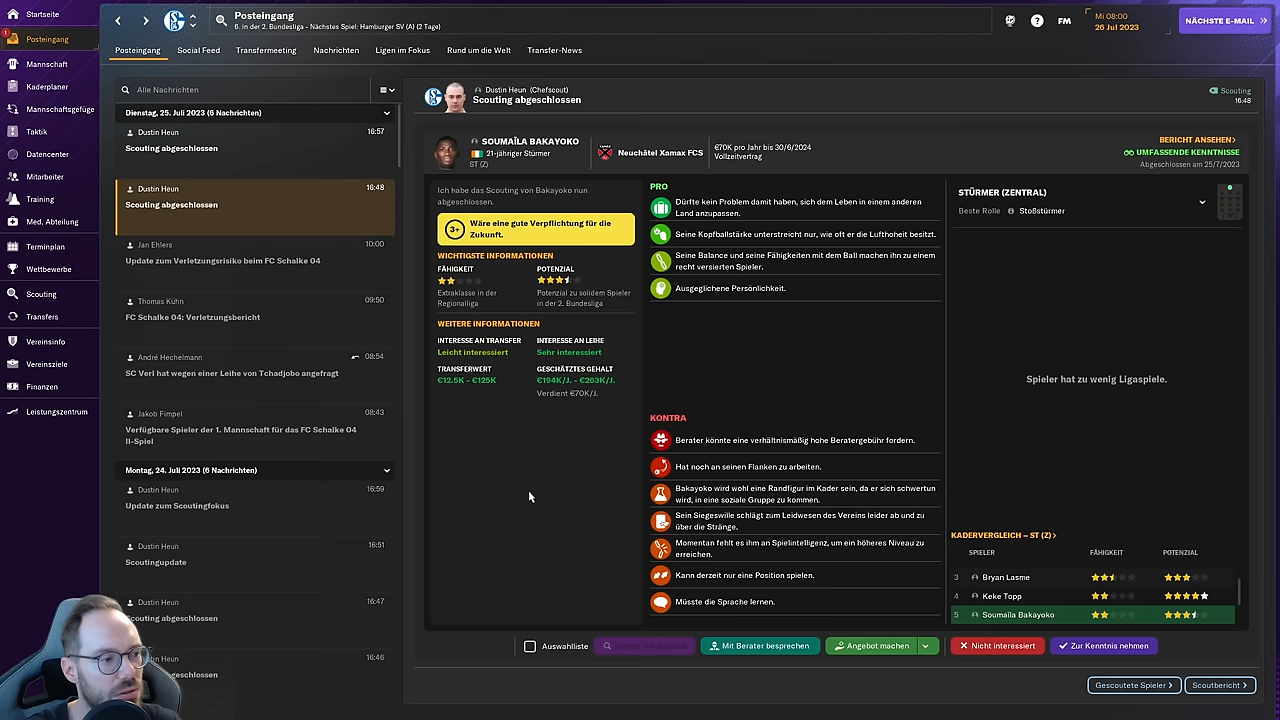 Startseite
Posteingang
Mannschaft
Kaderplaner
Mannschaftsgefüge
Taktik
Datencenter
Mitarbeiter
Training
Med. Abteilung
Terminplan
Wettbewerbe
Scouting
Transfers
Vereinsinfo
Vereinsziele
Finanzen
Leistungszentrum
1
Posteingang
6. in der 2. Bundesliga - Nächstes Spiel: Hamburger SV (A) (2 Tage)
FM
Mi 08:00
26 Jul 2023
NÄCHSTE E-MAIL
Posteingang Social Feed Transfermeeting Nachrichten Ligen im Fokus Rund um die Welt Transfer-News
Alle Nachrichten
Dienstag, 25. Juli 2023 (6 Nachrichten)
Dustin Heun 16:57
Scouting abgeschlossen
Dustin Heun 16:48
Scouting abgeschlossen
Jan Ehlers 10:00
Update zum Verletzungsrisiko beim FC Schalke 04
Thomas Kühn 09:50
FC Schalke 04: Verletzungsbericht
André Hechelmann 08:54
SC Verl hat wegen einer Leihe von Tchadjobo angefragt
Jakob Fimpel 08:43
Verfügbare Spieler der 1. Mannschaft für das FC Schalke 04
II-Spiel
Montag, 24. Juli 2023 (6 Nachrichten)
Dustin Heun 16:59
Update zum Scoutingfokus
Dustin Heun 16:51
Scoutingupdate
Dustin Heun 16:47
geschlossen
Heun 16:46
geschlossen
Dustin Heun (Chefscout)
Scouting abgeschlossen
Scouting
16:48
SOUMAÏLA BAKAYOKO
21-jähriger Stürmer
ST (Z)
Neuchâtel Xamax FCS
€70K pro Jahr bis 30/6/2024
Vollzeitvertrag
BERICHT ANSEHEN>
UMFASSENDE KENNTNISSE
Abgeschlossen am 25/7/2023
Ich habe das Scouting von Bakayoko nun
abgeschlossen.
3+
Wäre eine gute Verpflichtung für die
Zukunft.
WICHTIGSTE INFORMATIONEN
FÄHIGKEIT POTENZIAL
Extraklasse in der
Regionalliga
Potenzial zu solidem Spieler
in der 2. Bundesliga
WEITERE INFORMATIONEN
INTERESSE AN TRANSFER INTERESSE AN LEIHE
Leicht interessiert Sehr interessiert
TRANSFERWERT GESCHÄTZTES GEHALT
€12.5K - €125K €194K/J. - €263K/J.
Verdient €70K/J.
PRO
Dürfte kein Problem damit haben, sich dem Leben in einem anderen
Land anzupassen.
Seine Kopfballstärke unterstreicht nur, wie oft er die Lufthoheit besitzt.
Seine Balance und seine Fähigkeiten mit dem Ball machen ihn zu einem
recht versierten Spieler.
Ausgeglichene Persönlichkeit.
KONTRA
Berater könnte eine verhältnismäßig hohe Beratergebühr fordern.
Hat noch an seinen Flanken zu arbeiten.
Bakayoko wird wohl eine Randfigur im Kader sein, da er sich schwertun
wird, in eine soziale Gruppe zu kommen.
Sein Siegeswille schlägt zum Leidwesen des Vereins leider ab und zu
über die Stränge.
Momentan fehlt es ihm an Spielintelligenz, um ein höheres Niveau zu
erreichen.
Kann derzeit nur eine Position spielen.
Müsste die Sprache lernen.
STÜRMER (ZENTRAL)
Beste Rolle Stoßstürmer
Spieler hat zu wenig Ligaspiele.
KADERVERGLEICH – ST (Z)>
SPIELER FÄHIGKEIT POTENZIAL
3 Bryan Lasme
4 Keke Topp
5 Soumaïla Bakayoko
Auswahlliste
Mit Berater besprechen
Angebot machen
Nicht interessiert
Zur Kenntnis nehmen
Gescoutete Spieler >
Scoutbericht >